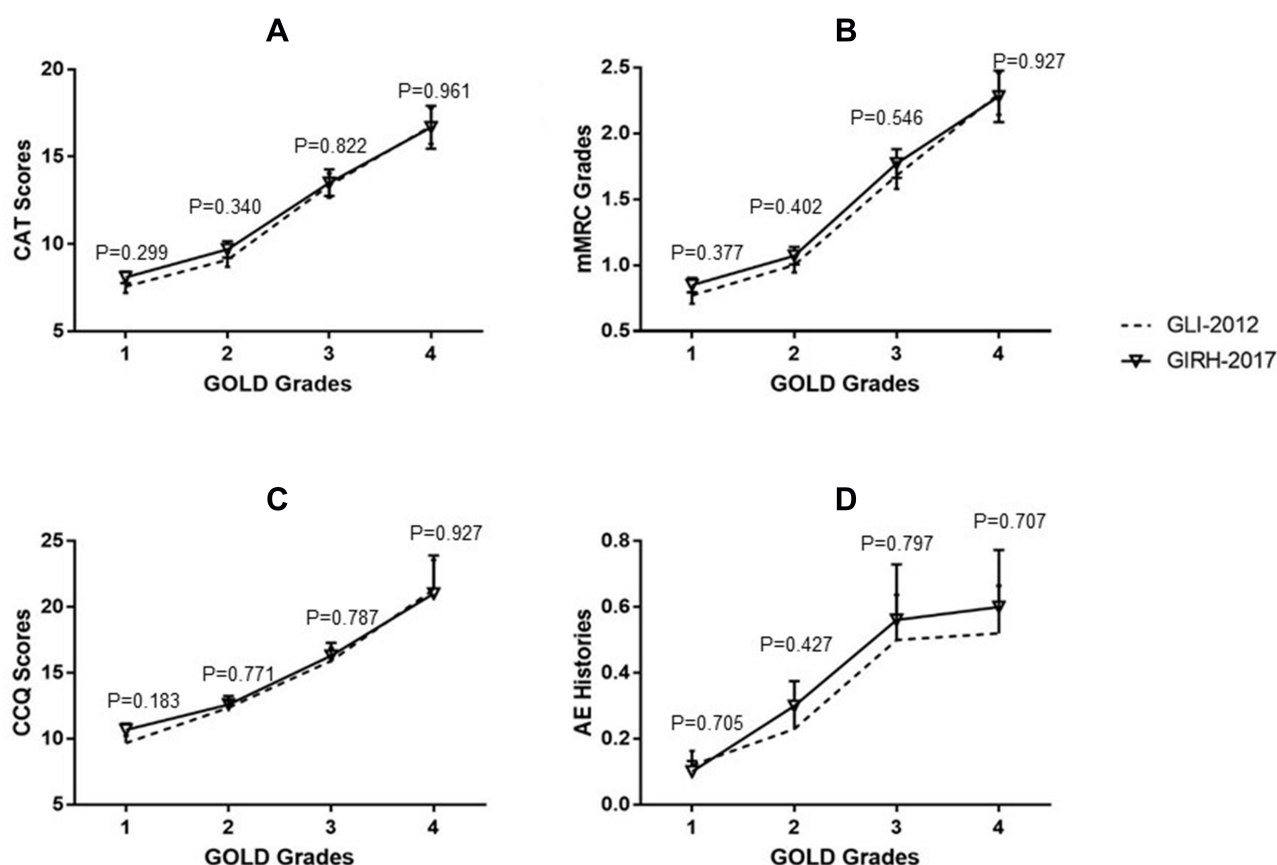 A
20
15
10
5
CAT Scores
P=0.299
P=0.340
P=0.822
P=0.961
1 2 3 4
GOLD Grades
B
2.5
2.0
1.5
1.0
0.5
mMRC Grades
P=0.377
P=0.402
P=0.546
P=0.927
1 2 3 4
GOLD Grades
GLI-2012
GIRH-2017
C
25
20
15
10
5
CCQ Scores
P=0.183
P=0.771
P=0.787
P=0.927
1 2 3 4
GOLD Grades
D
0.8
0.6
0.4
0.2
0.0
AE Histories
P=0.705
P=0.427
P=0.797
P=0.707
1 2 3 4
GOLD Grades